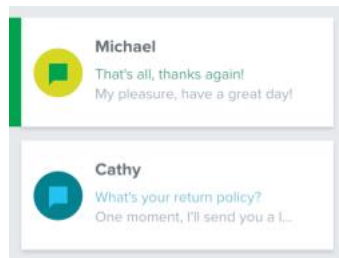 Michael
That's all, thanks again!
My pleasure, have a great day!
Cathy
What's your return policy?
One moment, I'll send you a l...